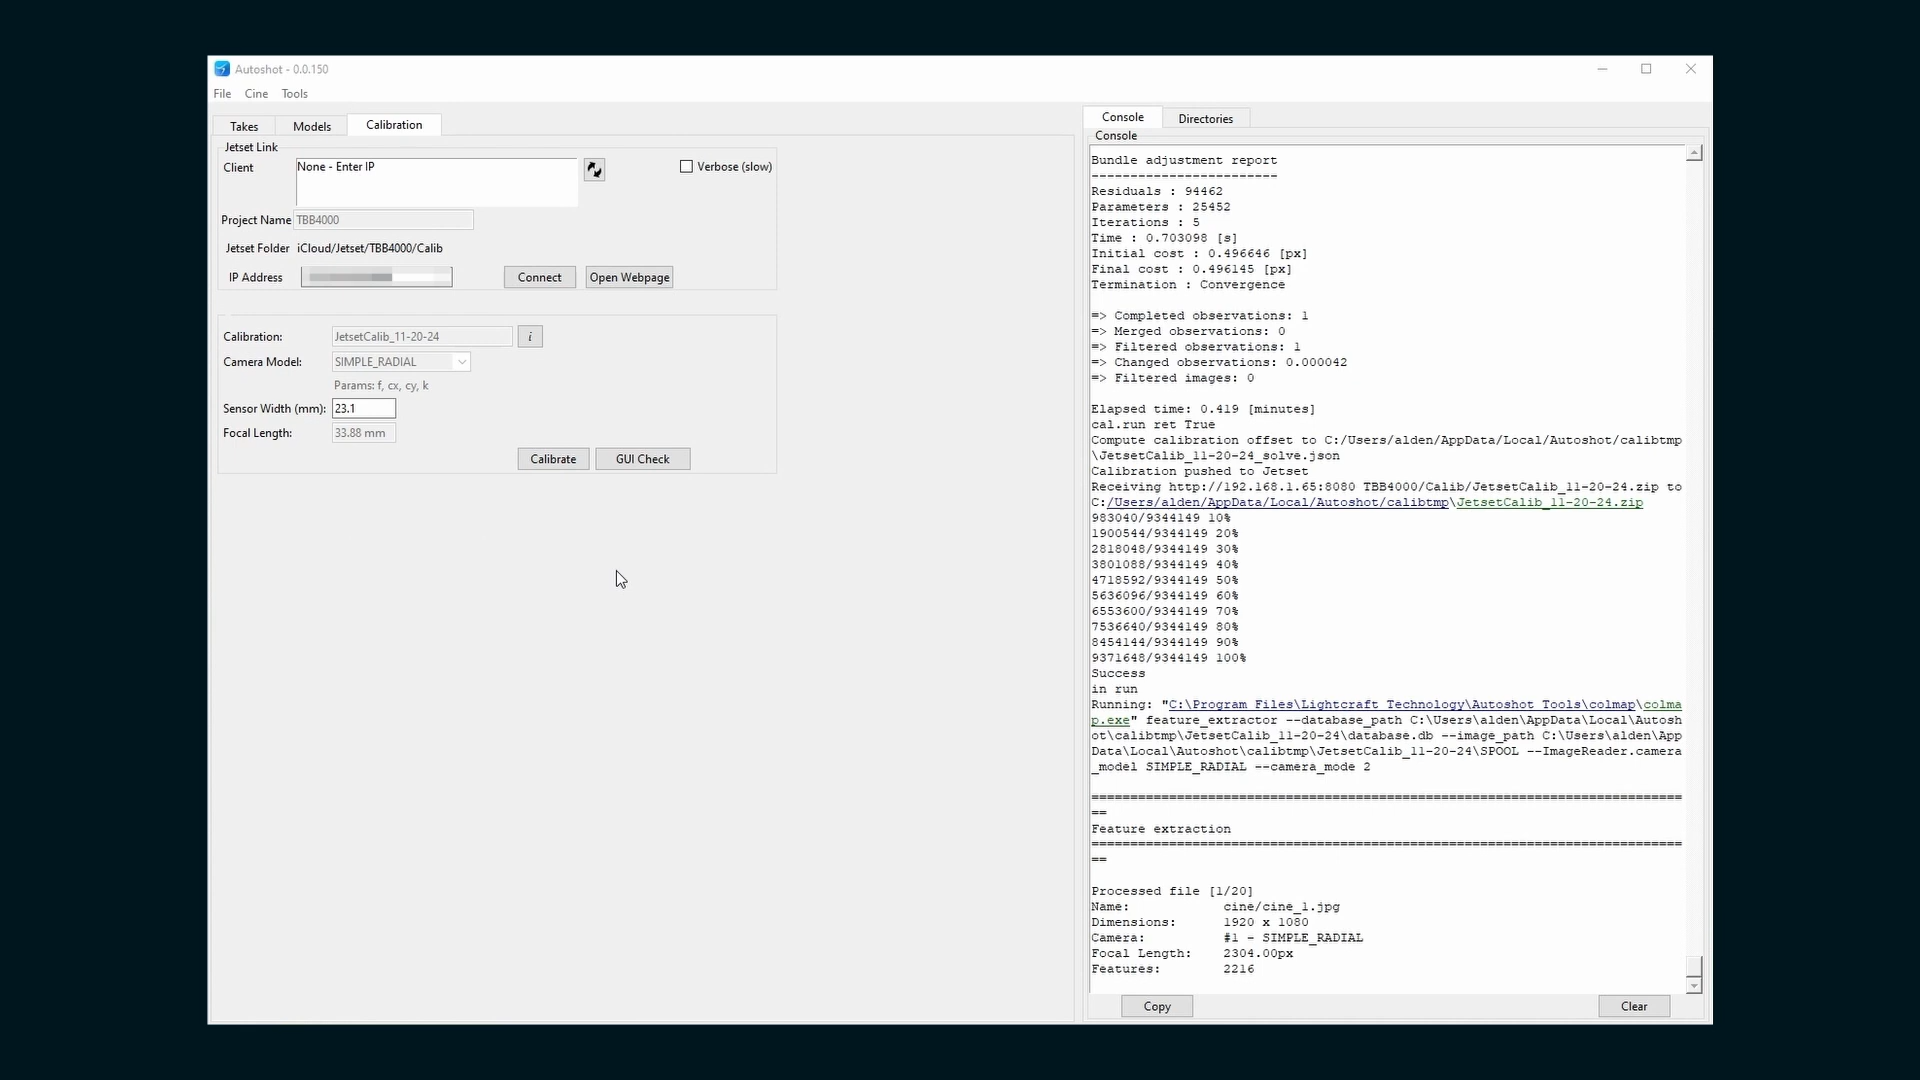 Autoshot - 0.0.150
File Cine Tools
Takes Models Calibration
Jetset Link
Client None - Enter IP Verbose (slow)
Project Name TBB4000
Jetset Folder iCloud/Jetset/TBB4000/Calib
IP Address Connect Open Webpage
Calibration: JetsetCalib_11-20-24 i
Camera Model: SIMPLE_RADIAL
Params: f, cx, cy, k
Sensor Width (mm): 23.1
Focal Length: 33.88 mm
Calibrate GUI Check
Console Directories
Console
Bundle adjustment report
------------------------
Residuals : 94462
Parameters : 25452
Iterations : 5
Time : 0.703098 [s]
Initial cost : 0.496646 [px]
Final cost : 0.496145 [px]
Termination : Convergence
=> Completed observations: 1
=> Merged observations: 0
=> Filtered observations: 1
=> Changed observations: 0.000042
=> Filtered images: 0
Elapsed time: 0.419 [minutes]
cal.run ret True
Compute calibration offset to C:/Users/alden/AppData/Local/Autoshot/calibtmp
\JetsetCalib_11-20-24_solve.json
Calibration pushed to Jetset
Receiving http://192.168.1.65:8080 TBB4000/Calib/JetsetCalib_11-20-24.zip to
C:/Users/alden/AppData/Local/Autoshot/calibtmp\JetsetCalib_11-20-24.zip
983040/9344149 10%
1900544/9344149 20%
2818048/9344149 30%
3801088/9344149 40%
4718592/9344149 50%
5636096/9344149 60%
6553600/9344149 70%
7536640/9344149 80%
8454144/9344149 90%
9371648/9344149 100%
Success
in run
Running: "C:\Program Files\Lightcraft Technology\Autoshot Tools\colmap\colma
p.exe" feature_extractor --database_path C:\Users\alden\AppData\Local\Autosh
ot\calibtmp\JetsetCalib_11-20-24\database.db --image_path C:\Users\alden\App
Data\Local\Autoshot\calibtmp\JetsetCalib_11-20-24\SPOOL --ImageReader.camera
_model SIMPLE_RADIAL --camera_mode 2
============================================================================
==
Feature extraction
============================================================================
==
Processed file [1/20]
Name: cine/cine_1.jpg
Dimensions: 1920 x 1080
Camera: #1 - SIMPLE_RADIAL
Focal Length: 2304.00px
Features: 2216
Copy Clear